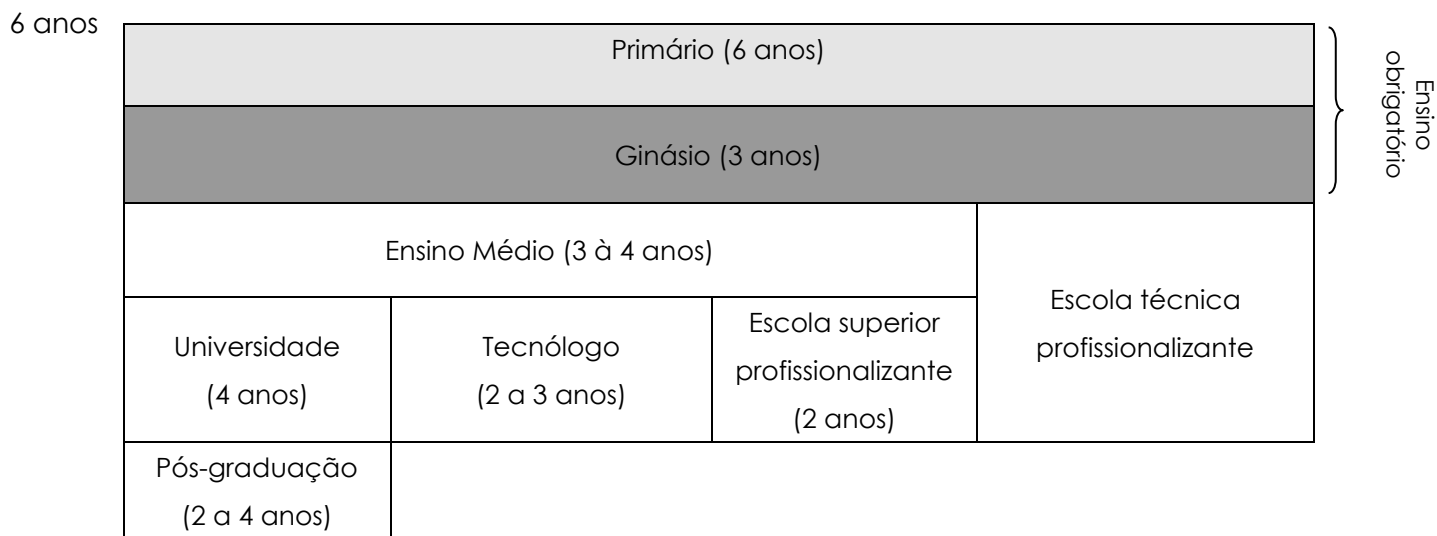 6 anos
Primário (6 anos)
Ensino
obrigatório
Ginásio (3 anos)
Ensino Médio (3 à 4 anos)
Escola técnica
profissionalizante
Universidade
(4 anos)
Tecnólogo
(2 a 3 anos)
Escola superior
profissionalizante
(2 anos)
Pós-graduação
(2 a 4 anos)